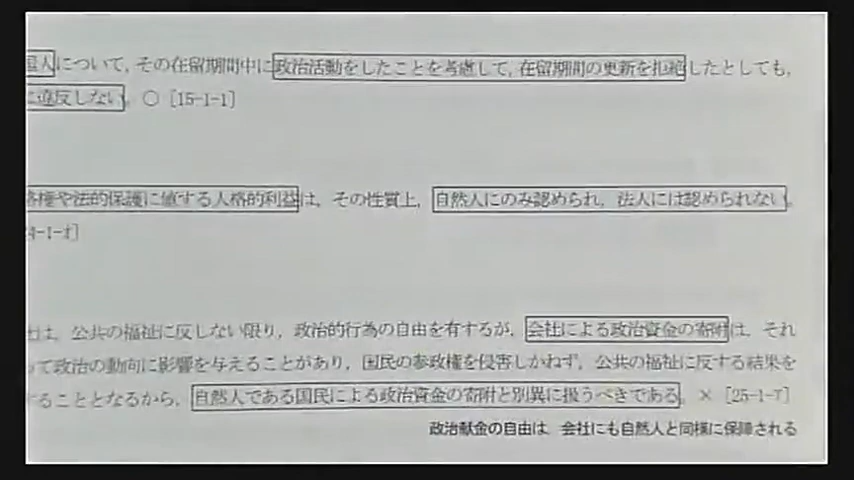 国人について，その在留期間中に政治活動をしたことを考慮して，在留期間の更新を拒絶したとしても，
に違反しない。○［15-1-1］
格権や法的保護に値する人格的利益は，その性質上，自然人にのみ認められ，法人には認められない。
4-1-2］
社は，公共の福祉に反しない限り，政治的行為の自由を有するが，会社による政治資金の寄附は，それ
って政治の動向に影響を与えることがあり，国民の参政権を侵害しかねず，公共の福祉に反する結果を
することとなるから，自然人である国民による政治資金の寄附と別異に扱うべきである。×［25-1-7］
政治献金の自由は，会社にも自然人と同様に保障される